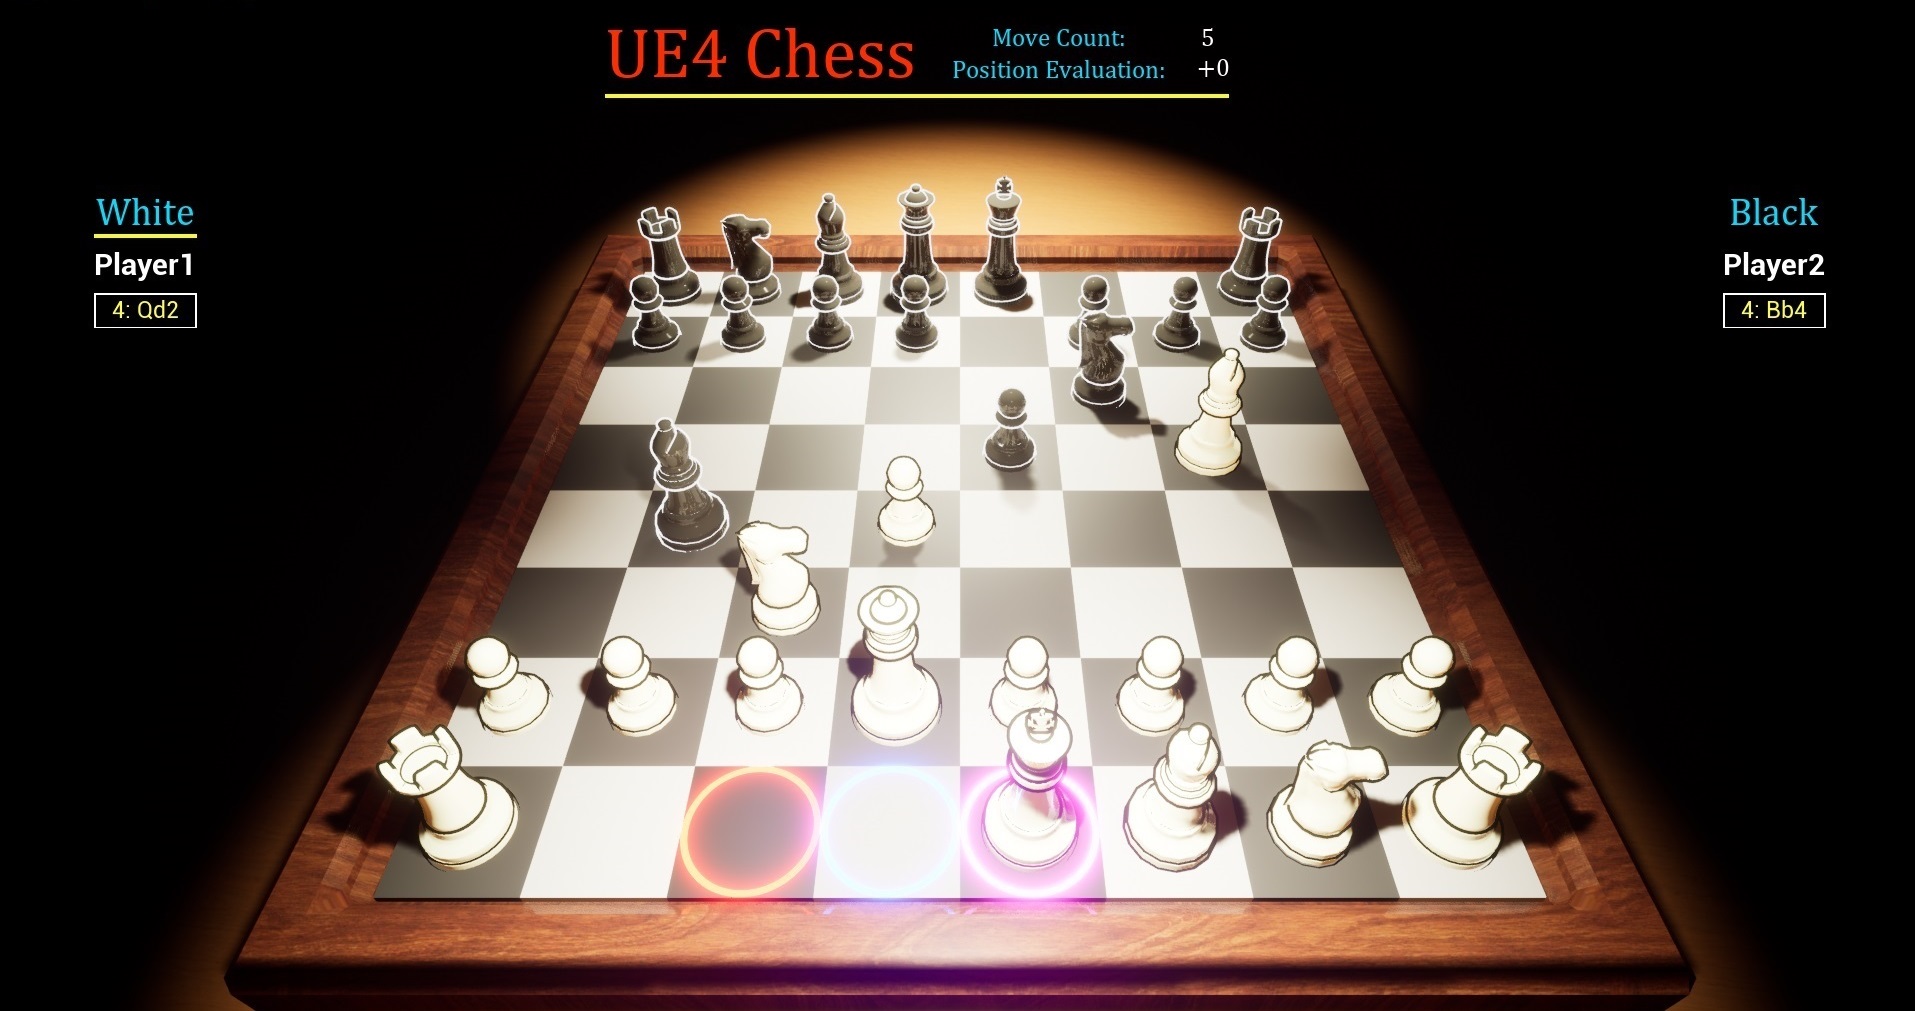 UE4 Chess
Move Count: 5
Position Evaluation: +0
White
Player1
4: Qd2
Black
Player2
4: Bb4